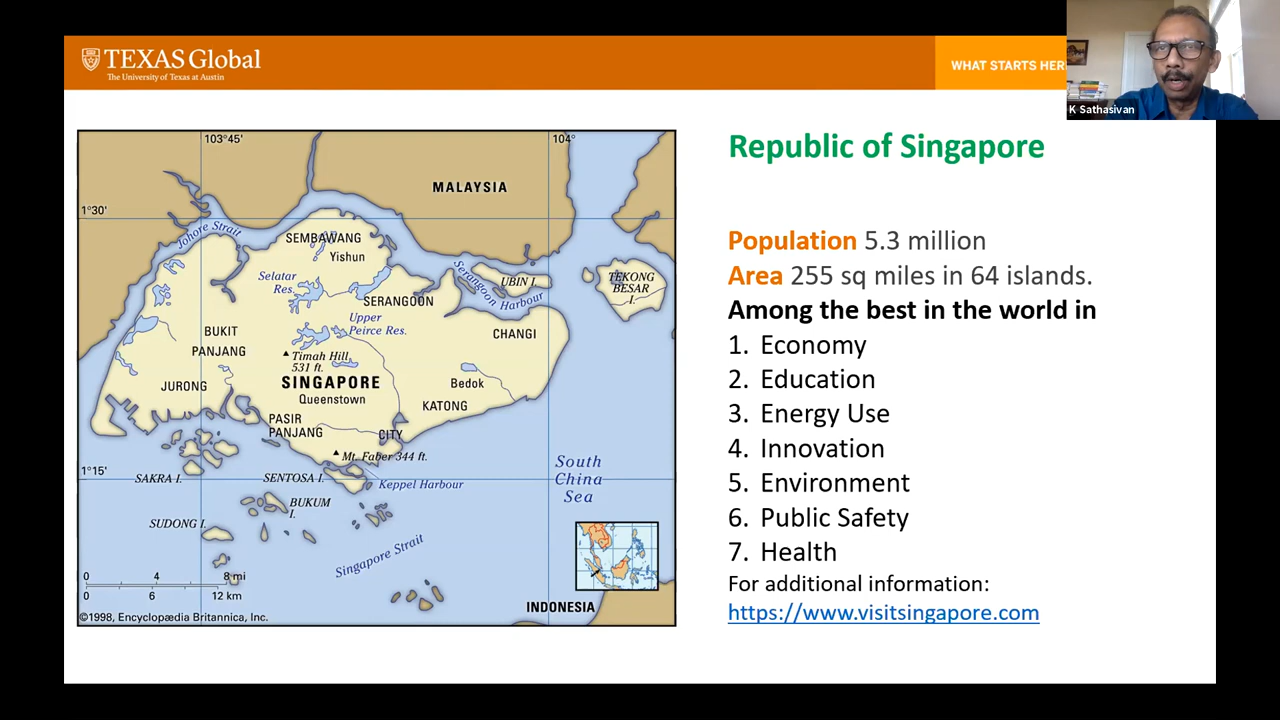 TEXAS Global
The University of Texas at Austin
WHAT STARTS HER
K Sathasivan
103°45'
104°
MALAYSIA
1°30'
Johore Strait
SEMBAWANG
Yishun
Selatar
Res.
SERANGOON
Serangoon Harbour
UBIN I.
TEKONG
BESAR
I.
Upper
Peirce Res.
BUKIT
PANJANG
CHANGI
Timah Hill
531 ft.
SINGAPORE
Queenstown
JURONG
Bedok
KATONG
PASIR
PANJANG
CITY
Mt. Faber 344 ft.
1°15'
SAKRA I.
SENTOSA I.
Keppel Harbour
South
China
Sea
BUKUM
I.
SUDONG I.
Singapore Strait
0 4 8 mi
0 6 12 km
INDONESIA
©1998, Encyclopædia Britannica, Inc.
Republic of Singapore
Population 5.3 million
Area 255 sq miles in 64 islands.
Among the best in the world in
1. Economy
2. Education
3. Energy Use
4. Innovation
5. Environment
6. Public Safety
7. Health
For additional information:
https://www.visitsingapore.com